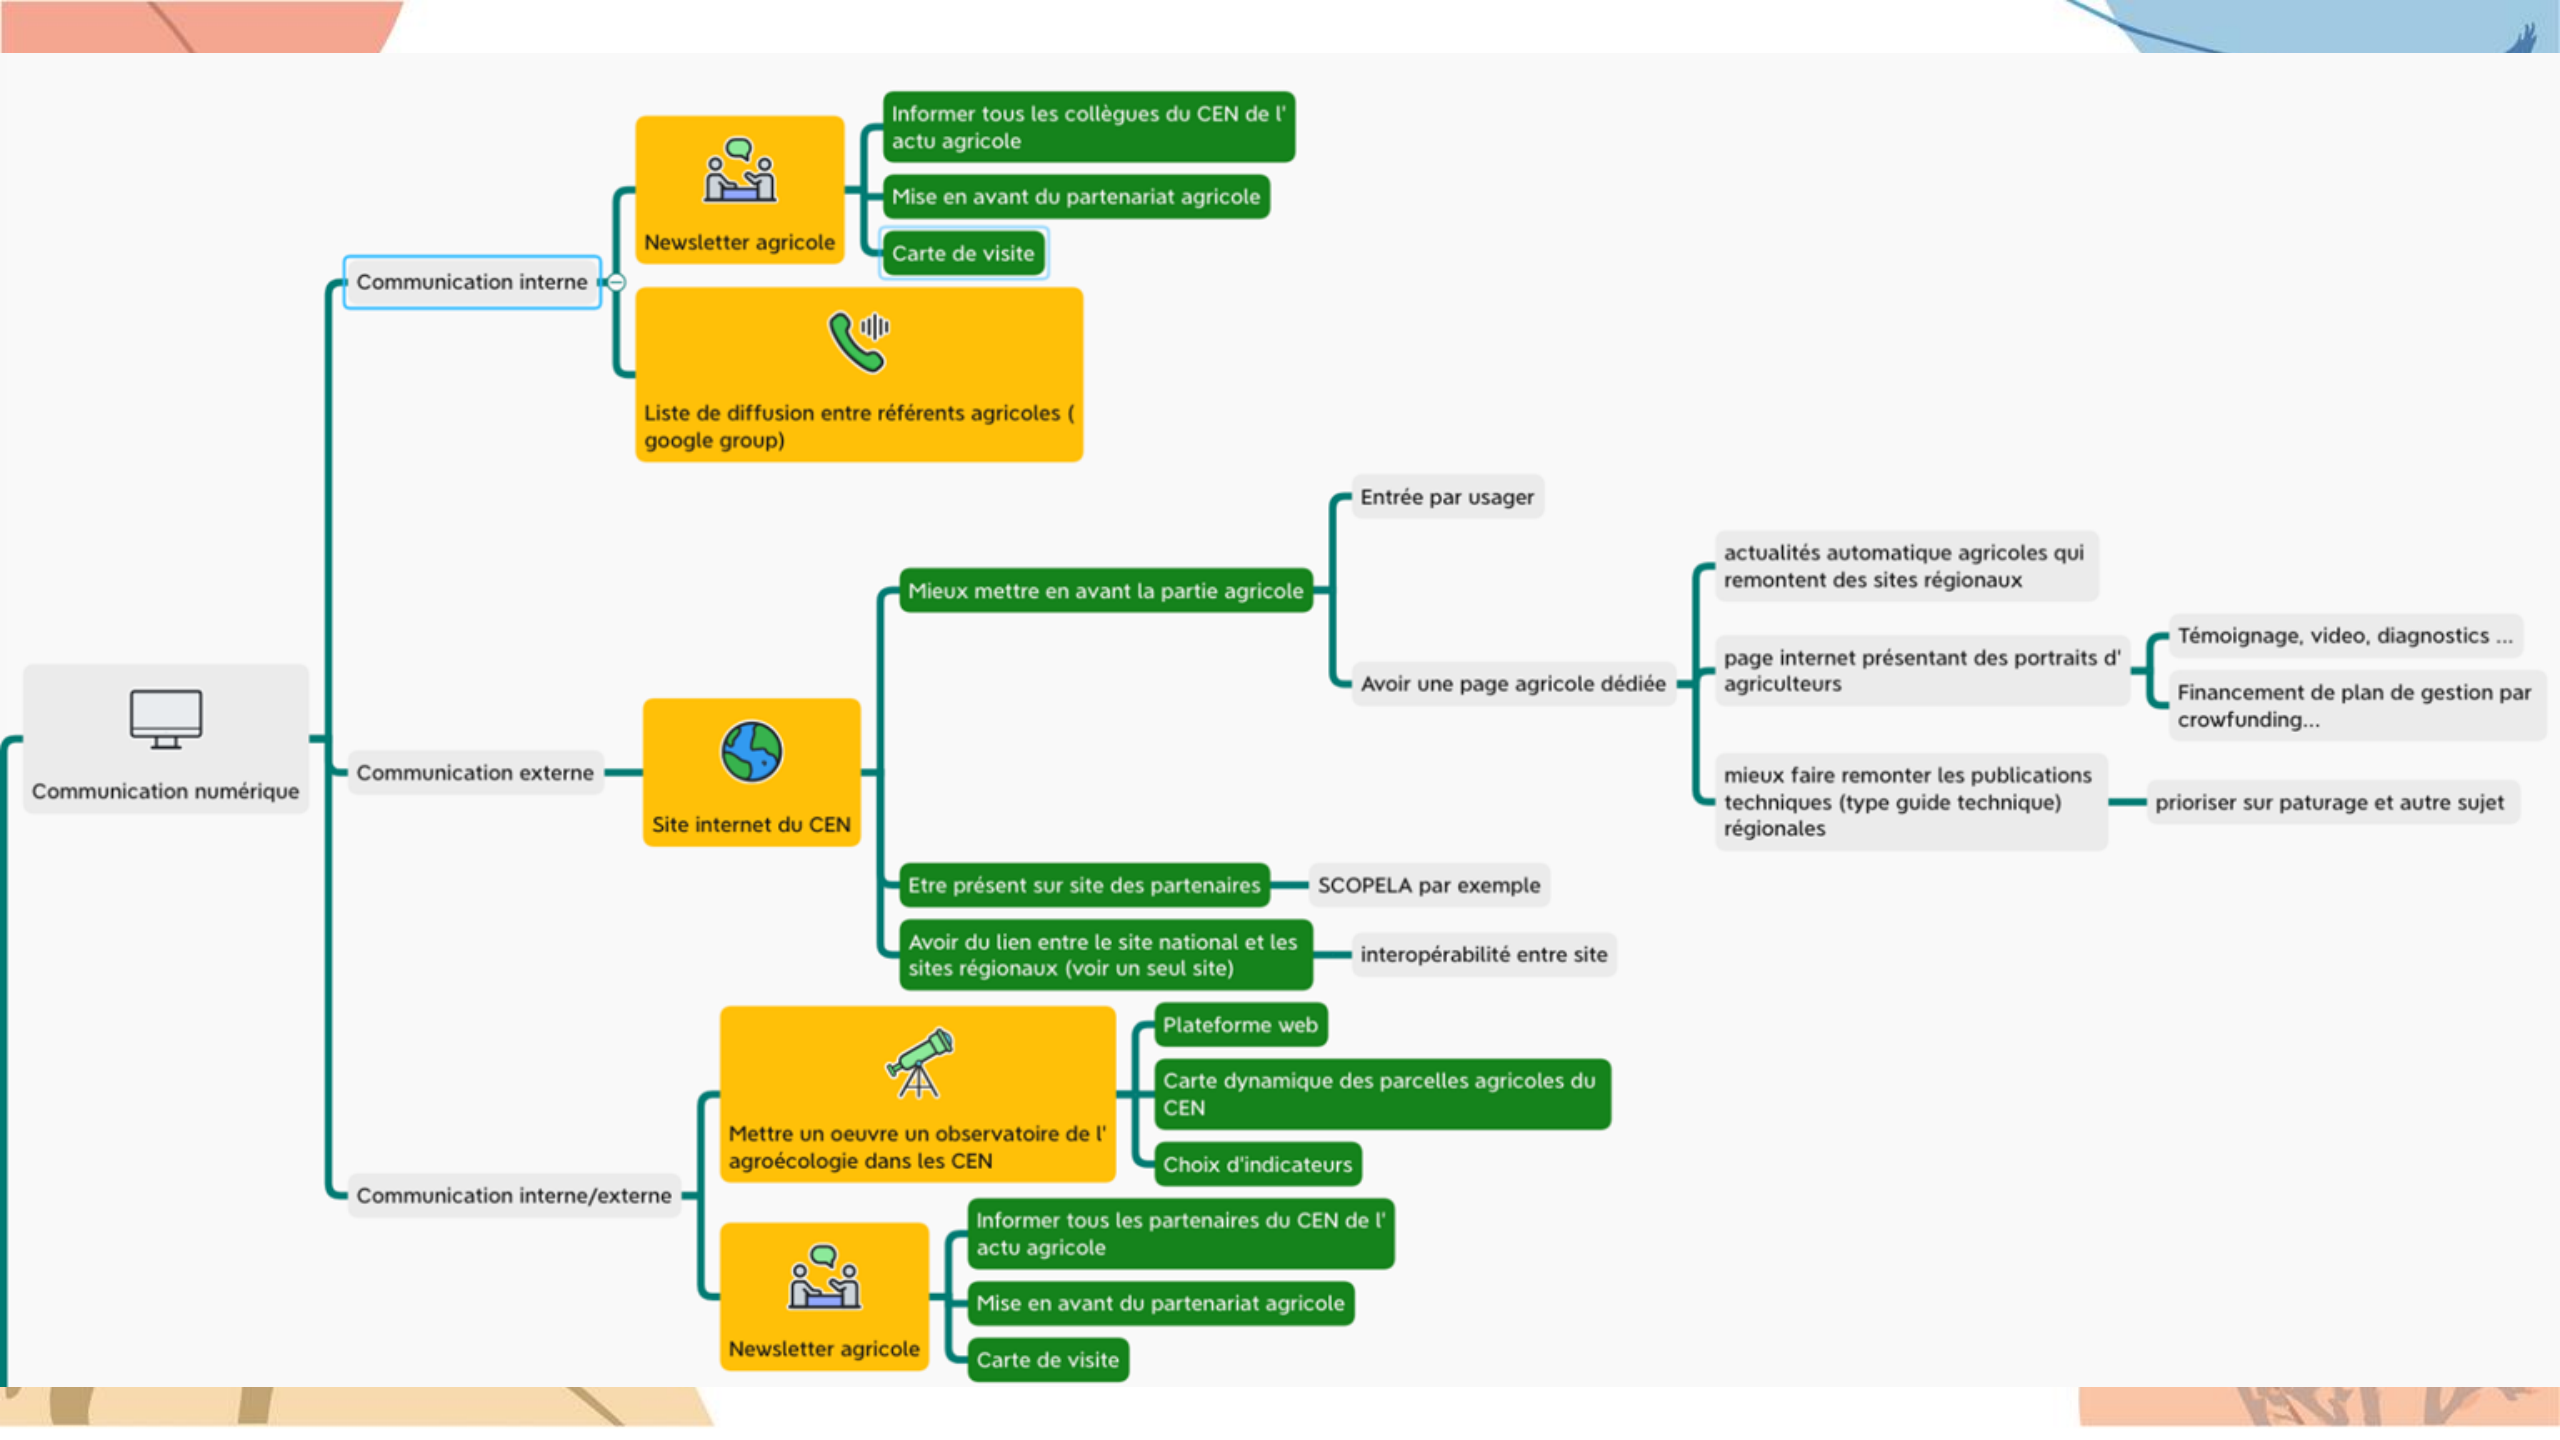 Informer tous les collègues du CEN de l'
actu agricole
Mise en avant du partenariat agricole
Newsletter agricole
Carte de visite
Communication interne
Liste de diffusion entre référents agricoles (
google group)
Entrée par usager
actualités automatique agricoles qui
remontent des sites régionaux
Mieux mettre en avant la partie agricole
Témoignage, video, diagnostics ...
page internet présentant des portraits d'
agriculteurs
Avoir une page agricole dédiée
Financement de plan de gestion par
crowfunding...
Communication numérique
Communication externe
Site internet du CEN
mieux faire remonter les publications
techniques (type guide technique)
régionales
prioriser sur paturage et autre sujet
Etre présent sur site des partenaires
SCOPELA par exemple
Avoir du lien entre le site national et les
sites régionaux (voir un seul site)
interopérabilité entre site
Plateforme web
Carte dynamique des parcelles agricoles du
CEN
Mettre un oeuvre un observatoire de l'
agroécologie dans les CEN
Choix d'indicateurs
Communication interne/externe
Informer tous les partenaires du CEN de l'
actu agricole
Mise en avant du partenariat agricole
Newsletter agricole
Carte de visite